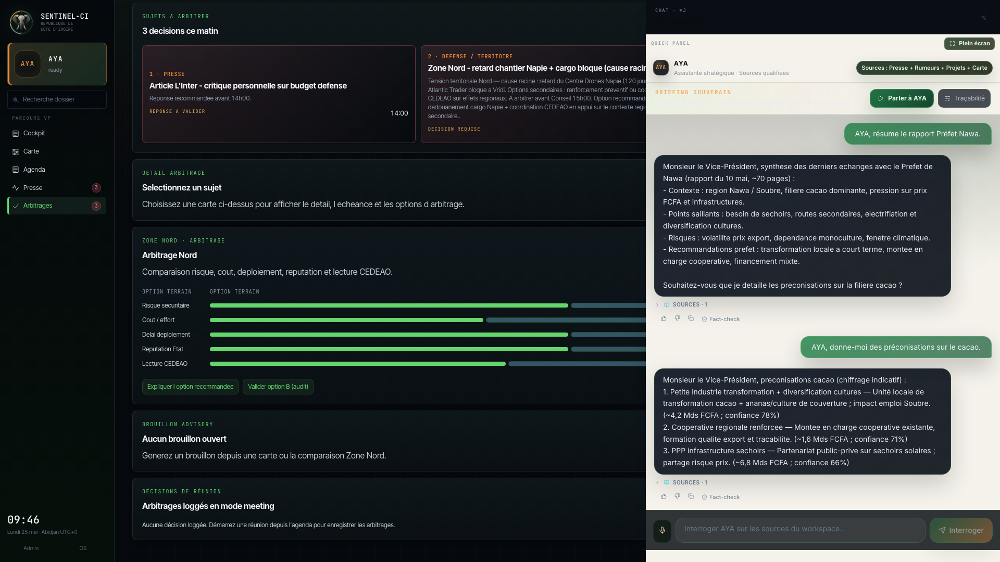 SENTINEL-CI
REPUBLIQUE DE
COTE D'IVOIRE
AYA
AYA
ready
Recherche dossier
PARCOURS VP
Cockpit
Carte
Agenda
Presse 3
Arbitrages 3
09:46
Lundi 25 mai · Abidjan UTC+0
Admin OS
SUJETS A ARBITRER
3 decisions ce matin
1 · PRESSE
Article L'Inter - critique personnelle sur budget defense
Reponse recommandee avant 14h00.
REPONSE A VALIDER
14:00
2 · DEFENSE / TERRITOIRE
Zone Nord - retard chantier Napie + cargo bloque (cause racin
Tension territoriale Nord — cause racine : retard du Centre Drones Napie (120 jou
Atlantic Trader bloque a Vridi. Options secondaires : renforcement preventif ou coo
CEDEAO sur effets regionaux. A arbitrer avant Conseil 15h00. Option recommand
dedouanement cargo Napie + coordination CEDEAO en appui sur le contexte regio
secondaire..
DECISION REQUISE
DETAIL ARBITRAGE
Selectionnez un sujet
Choisissez une carte ci-dessus pour afficher le detail, l echeance et les options d arbitrage.
ZONE NORD · ARBITRAGE
Arbitrage Nord
Comparaison risque, cout, deploiement, reputation et lecture CEDEAO.
OPTION TERRAIN OPTION TERRAIN
Risque securitaire
Cout / effort
Delai deploiement
Reputation Etat
Lecture CEDEAO
Expliquer l option recommandee Valider option B (audit)
BROUILLON ADVISORY
Aucun brouillon ouvert
Generez un brouillon depuis une carte ou la comparaison Zone Nord.
DÉCISIONS DE RÉUNION
Arbitrages loggés en mode meeting
Aucune décision loggée. Démarrez une réunion depuis l'agenda pour enregistrer les arbitrages.
CHAT · ⌘J
QUICK PANEL
Plein écran
AYA
AYA
Assistante stratégique · Sources qualifiees
Sources : Presse + Rumeurs + Projets + Carte
BRIEFING SOUVERAIN
Parler à AYA
Traçabilité
AYA, résume le rapport Préfet Nawa.
Monsieur le Vice-Président, synthese des derniers echanges avec le Prefet de
Nawa (rapport du 10 mai, ~70 pages) :
- Contexte : region Nawa / Soubre, filiere cacao dominante, pression sur prix
FCFA et infrastructures.
- Points saillants : besoin de sechoirs, routes secondaires, electrifiation et
diversification cultures.
- Risques : volatilite prix export, dependance monoculture, fenetre climatique.
- Recommandations prefet : transformation locale a court terme, montee en
charge cooperative, financement mixte.
Souhaitez-vous que je detaille les preconisations sur la filiere cacao ?
SOURCES · 1
Fact-check
AYA, donne-moi des préconisations sur le cacao.
Monsieur le Vice-Président, preconisations cacao (chiffrage indicatif) :
1. Petite industrie transformation + diversification cultures — Unité locale de
transformation cacao + ananas/culture de couverture ; impact emploi Soubre.
(~4,2 Mds FCFA ; confiance 78%)
2. Cooperative regionale renforcee — Montee en charge cooperative existante,
formation qualite export et tracabilite. (~1,6 Mds FCFA ; confiance 71%)
3. PPP infrastructure sechoirs — Partenariat public-prive sur sechoirs solaires ;
partage risque prix. (~6,8 Mds FCFA ; confiance 66%)
SOURCES · 1
Fact-check
Interroger AYA sur les sources du workspace...
Interroger